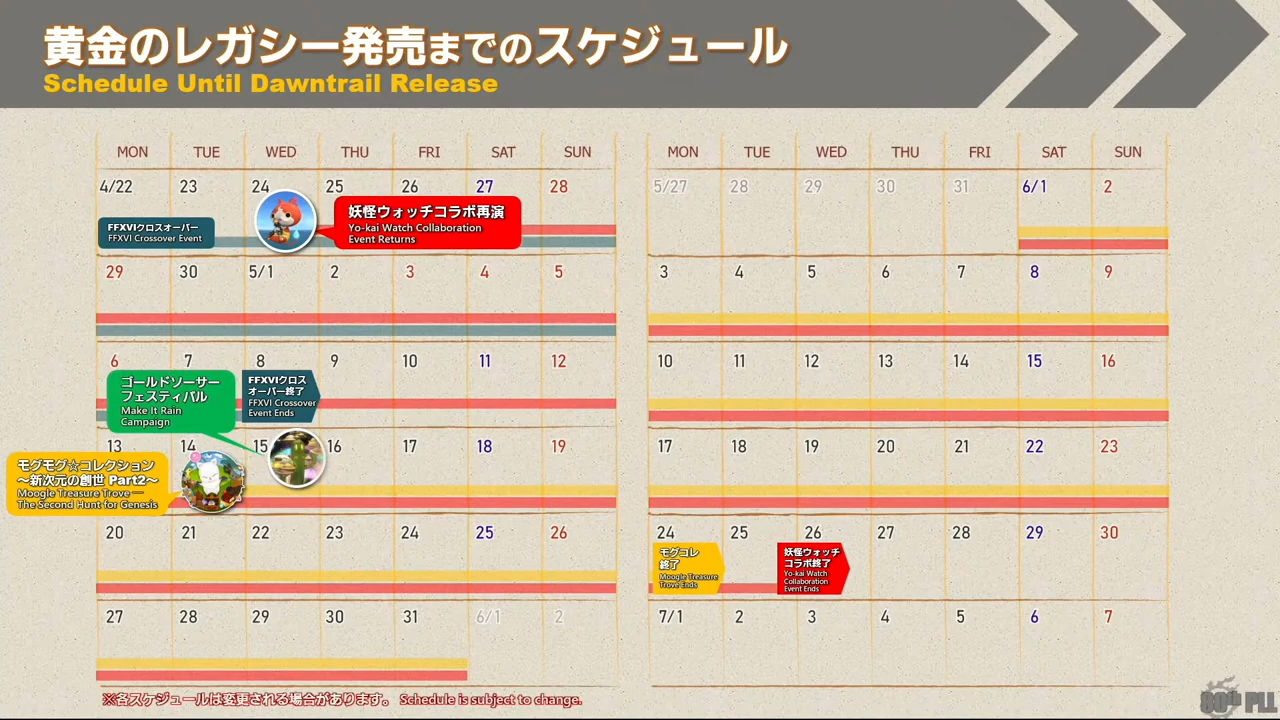 黄金のレガシー発売までのスケジュール
Schedule Until Dawntrail Release
MON TUE WED THU FRI SAT SUN
4/22 23 24 25 26 27 28
FFXVIクロスオーバー
FFXVI Crossover Event
妖怪ウォッチコラボ再演
Yo-kai Watch Collaboration
Event Returns
29 30 5/1 2 3 4 5
6 7 8 9 10 11 12
ゴールドソーサー
フェスティバル
Make It Rain
Campaign
FFXVIクロス
オーバー終了
FFXVI Crossover
Event Ends
13 14 15 16 17 18 19
モグモグ☆コレクション
～新次元の創世 Part2～
Moogle Treasure Trove―
The Second Hunt for Genesis
20 21 22 23 24 25 26
27 28 29 30 31 6/1 2
MON TUE WED THU FRI SAT SUN
5/27 28 29 30 31 6/1 2
3 4 5 6 7 8 9
10 11 12 13 14 15 16
17 18 19 20 21 22 23
24 25 26 27 28 29 30
モグコレ
終了
Moogle Treasure
Trove Ends
妖怪ウォッチ
コラボ終了
Yo-kai Watch
Collaboration
Event Ends
7/1 2 3 4 5 6 7
※各スケジュールは変更される場合があります。 Schedule is subject to change.
80th PLL